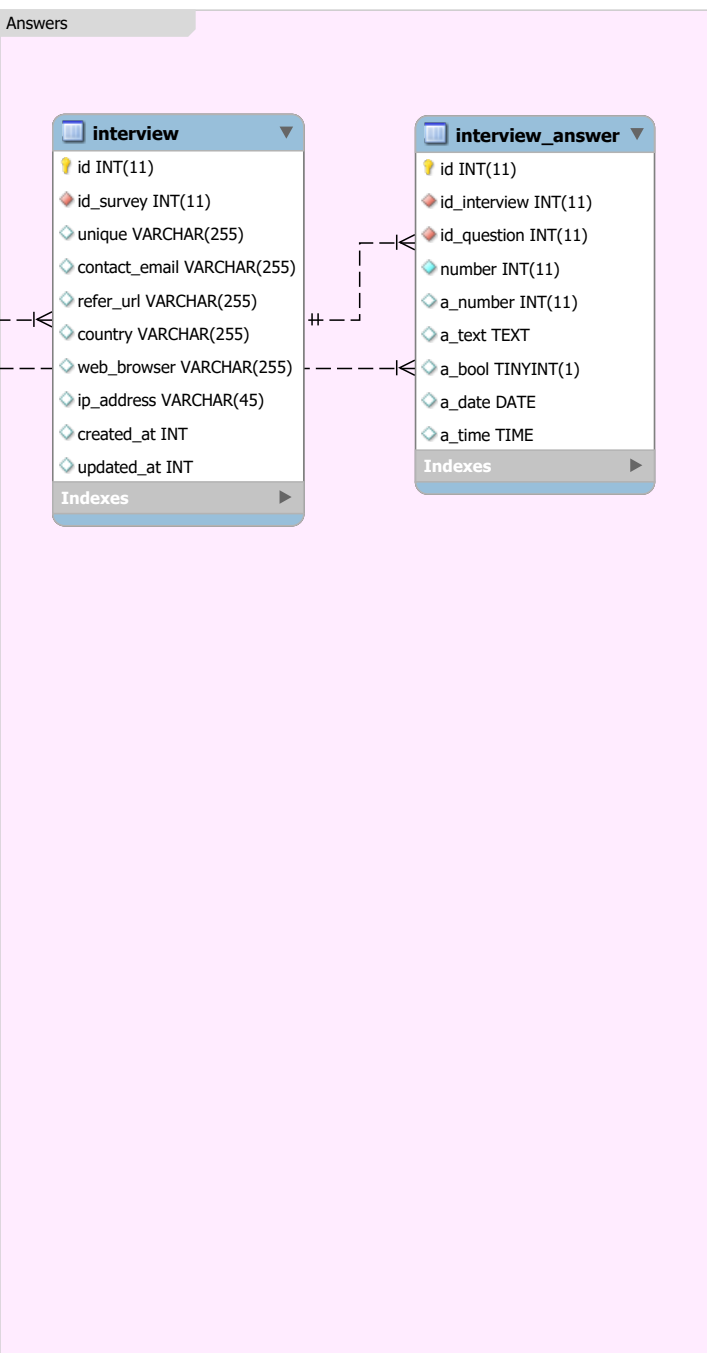 Answers
interview
id INT(11)
id_survey INT(11)
unique VARCHAR(255)
contact_email VARCHAR(255)
refer_url VARCHAR(255)
country VARCHAR(255)
web_browser VARCHAR(255)
ip_address VARCHAR(45)
created_at INT
updated_at INT
Indexes
interview_answer
id INT(11)
id_interview INT(11)
id_question INT(11)
number INT(11)
a_number INT(11)
a_text TEXT
a_bool TINYINT(1)
a_date DATE
a_time TIME
Indexes